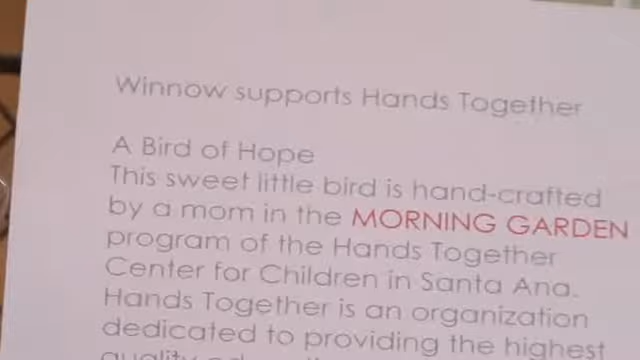 Winnow supports Hands Together
A Bird of Hope
This sweet little bird is hand-crafted
by a mom in the MORNING GARDEN
program of the Hands Together
Center for Children in Santa Ana.
Hands Together is an organization
dedicated to providing the highest
quality